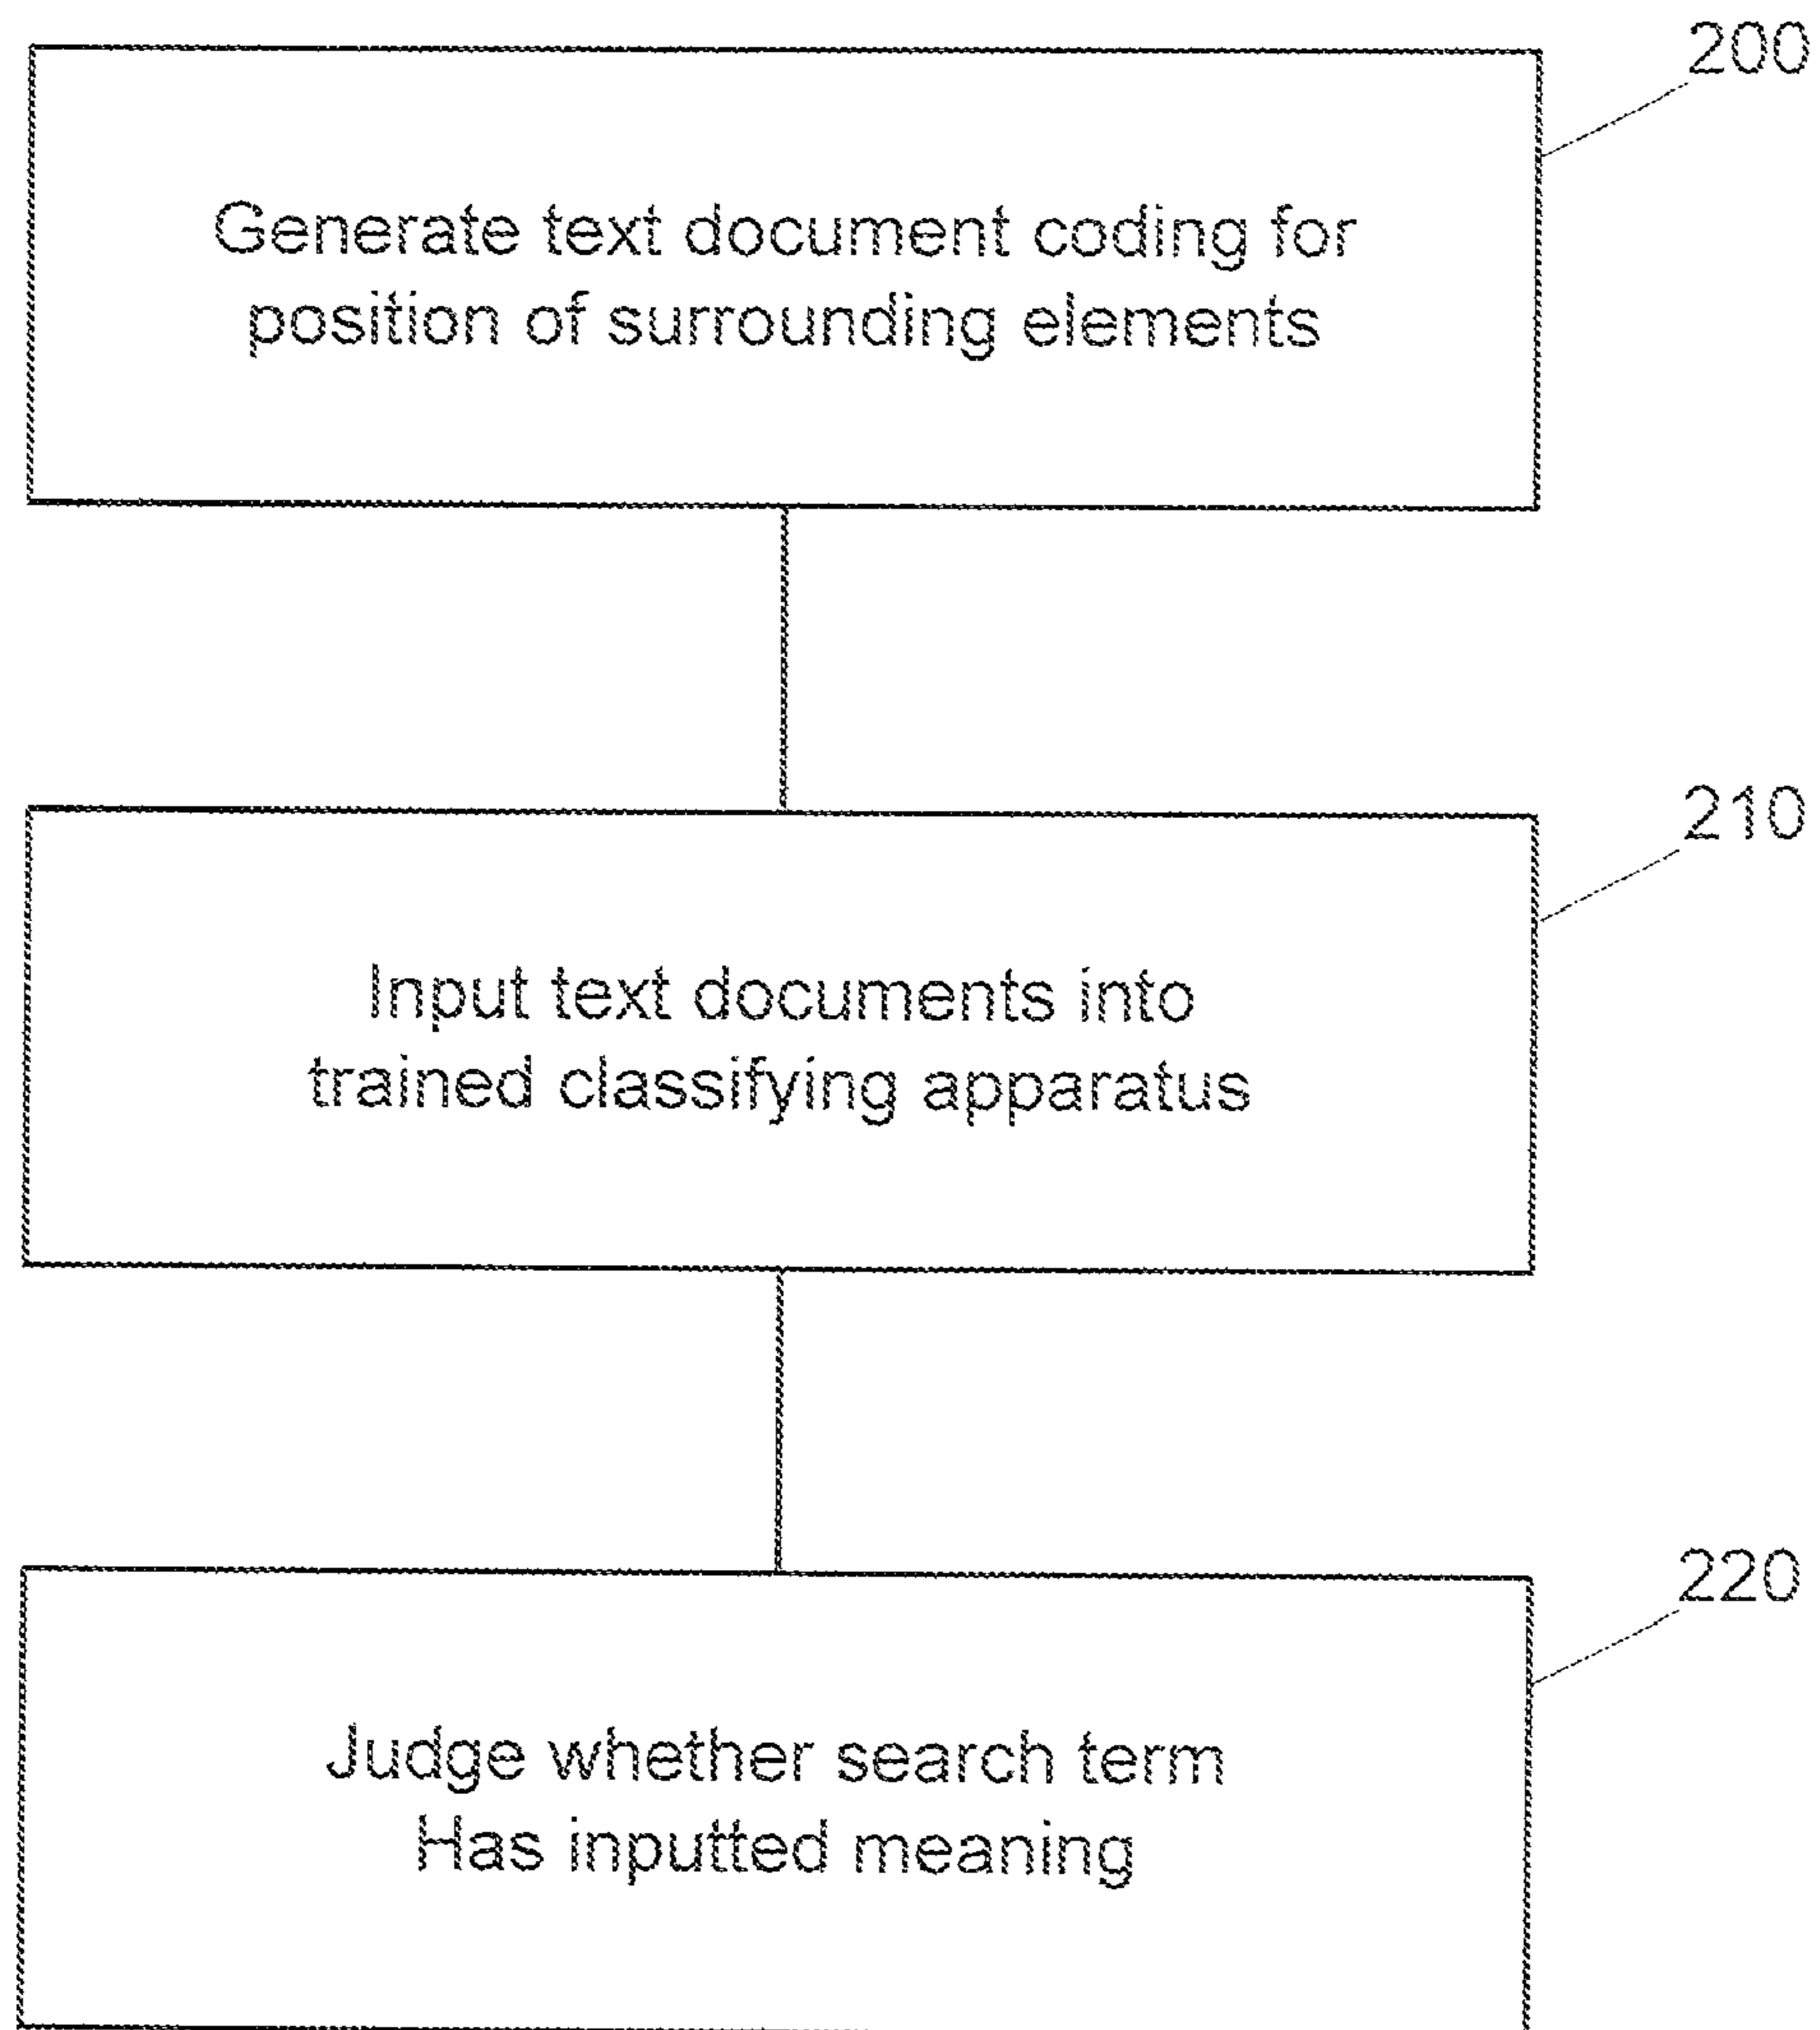 200
Generate text document coding for
position of surrounding elements
210
Input text documents into
trained classifying apparatus
220
Judge whether search term
Has inputted meaning